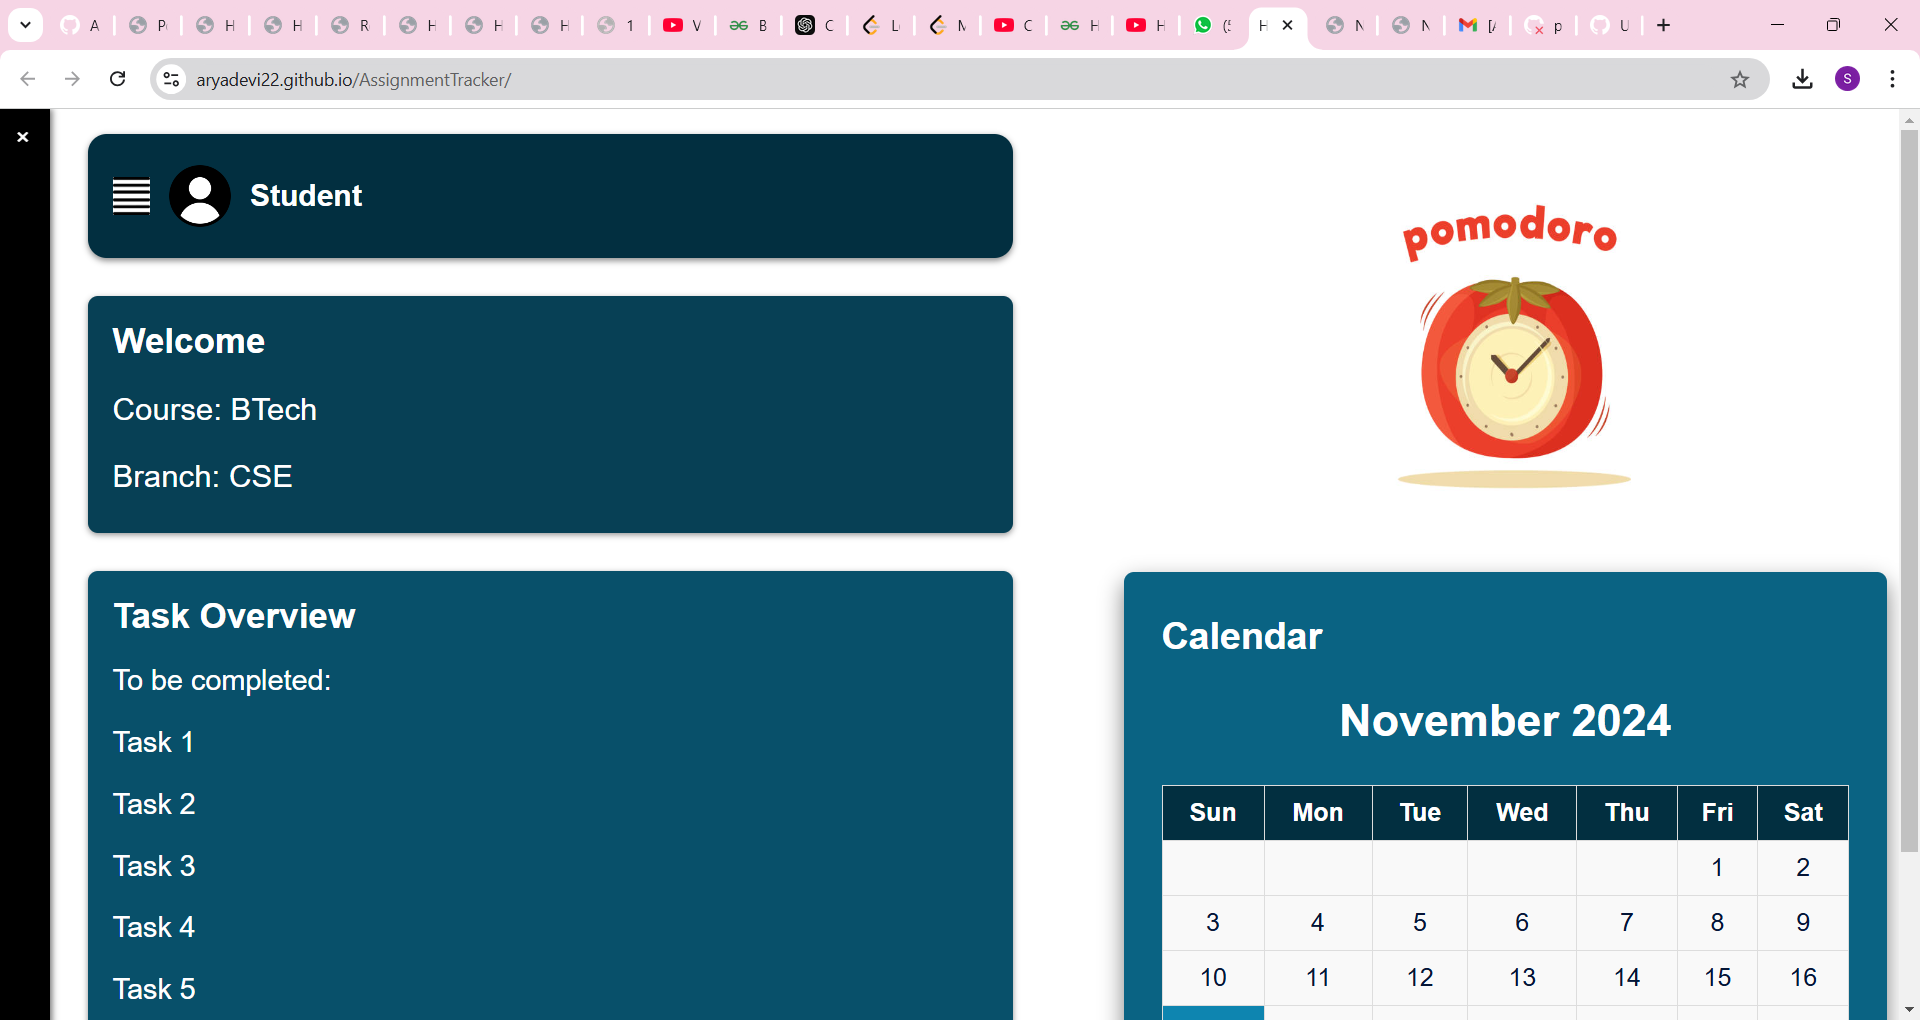 A
P
H
H
R
H
H
H
1
V
B
C
L
M
C
H
H
(5
H
N
N
[A
p
U
aryadevi22.github.io/AssignmentTracker/
S
×
Student
Welcome
Course: BTech
Branch: CSE
pomodoro
Task Overview
To be completed:
Task 1
Task 2
Task 3
Task 4
Task 5
Calendar
November 2024
Sun Mon Tue Wed Thu Fri Sat
1 2
3 4 5 6 7 8 9
10 11 12 13 14 15 16